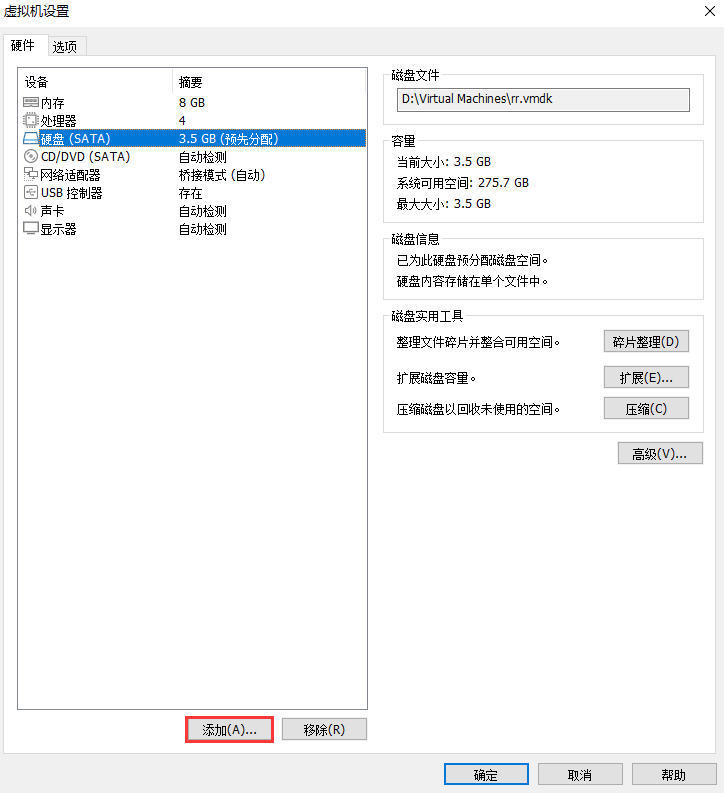 虚拟机设置
硬件 选项
设备 摘要
内存 8 GB
处理器 4
硬盘 (SATA) 3.5 GB (预先分配)
CD/DVD (SATA) 自动检测
网络适配器 桥接模式 (自动)
USB 控制器 存在
声卡 自动检测
显示器 自动检测
添加(A)... 移除(R)
磁盘文件
D:\Virtual Machines\rr.vmdk
容量
当前大小: 3.5 GB
系统可用空间: 275.7 GB
最大大小: 3.5 GB
磁盘信息
已为此硬盘预分配磁盘空间。
硬盘内容存储在单个文件中。
磁盘实用工具
整理文件碎片并整合可用空间。 碎片整理(D)
扩展磁盘容量。 扩展(E)...
压缩磁盘以回收未使用的空间。 压缩(C)
高级(V)...
确定 取消 帮助